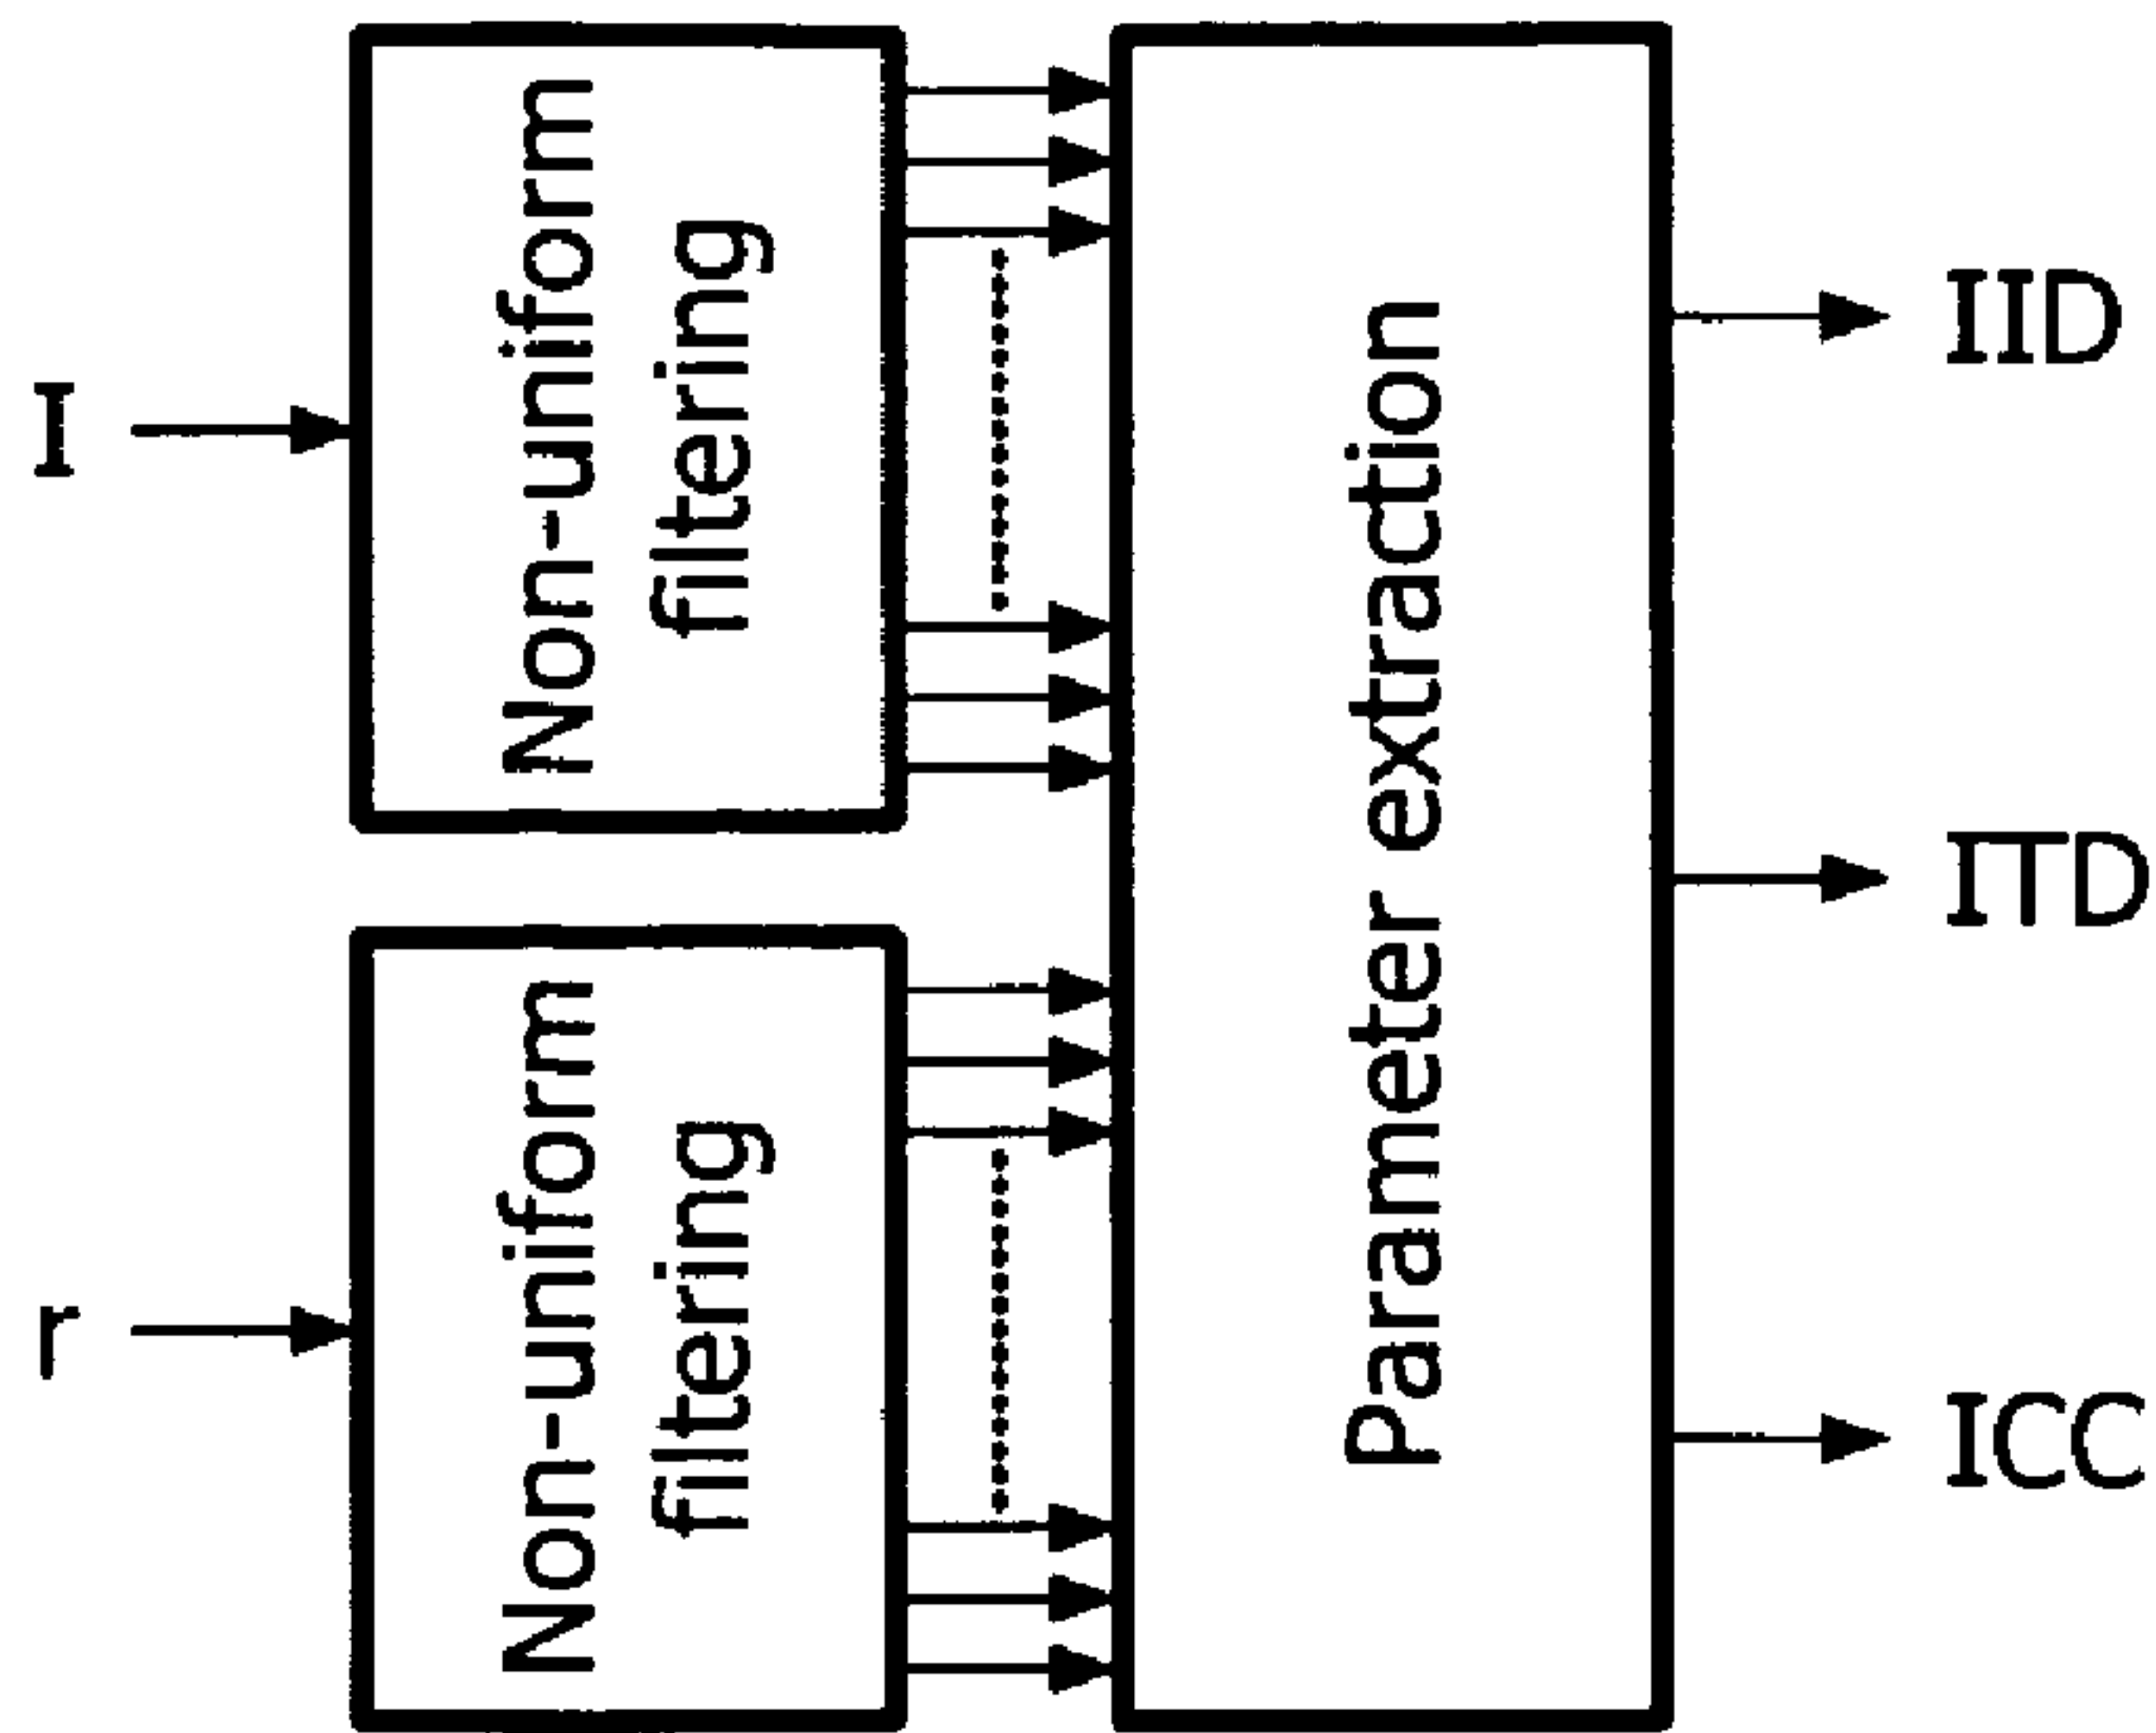 I
Non-uniform
filtering
r
Non-uniform
filtering
Parameter extraction
IID
ITD
ICC